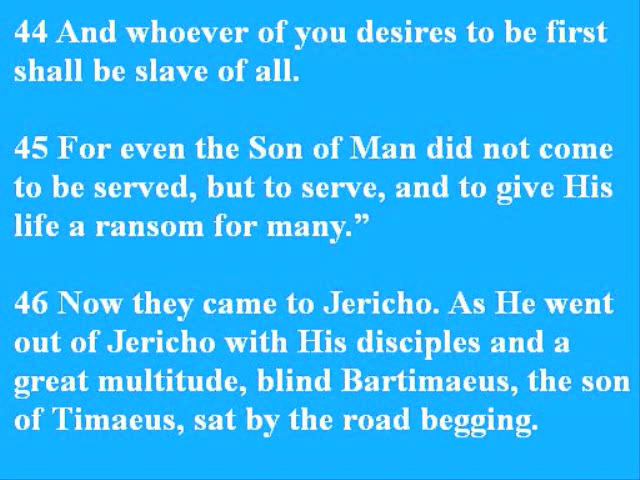 44 And whoever of you desires to be first
shall be slave of all.
45 For even the Son of Man did not come
to be served, but to serve, and to give His
life a ransom for many.”
46 Now they came to Jericho. As He went
out of Jericho with His disciples and a
great multitude, blind Bartimaeus, the son
of Timaeus, sat by the road begging.